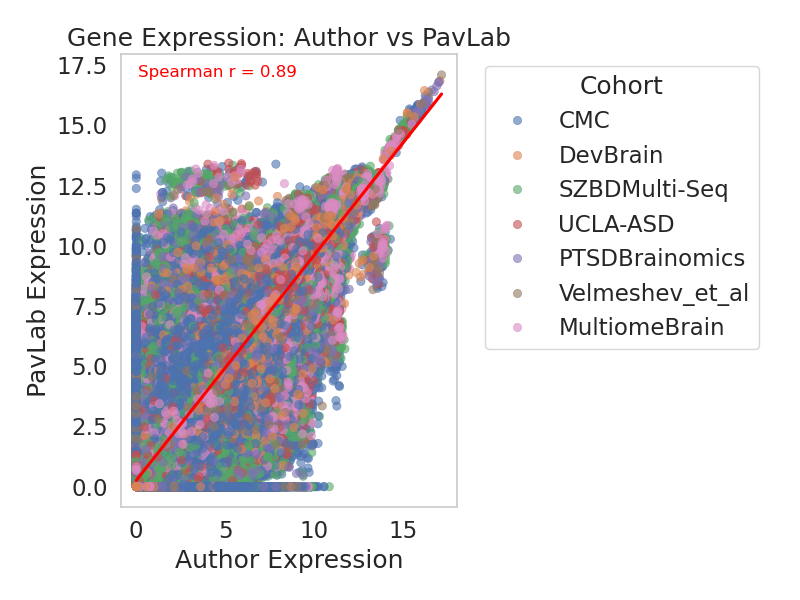 Gene Expression: Author vs PavLab
Spearman r = 0.89
17.5
15.0
12.5
10.0
7.5
5.0
2.5
0.0
PavLab Expression
0 5 10 15
Author Expression
Cohort
CMC
DevBrain
SZBDMulti-Seq
UCLA-ASD
PTSDBrainomics
Velmeshev_et_al
MultiomeBrain